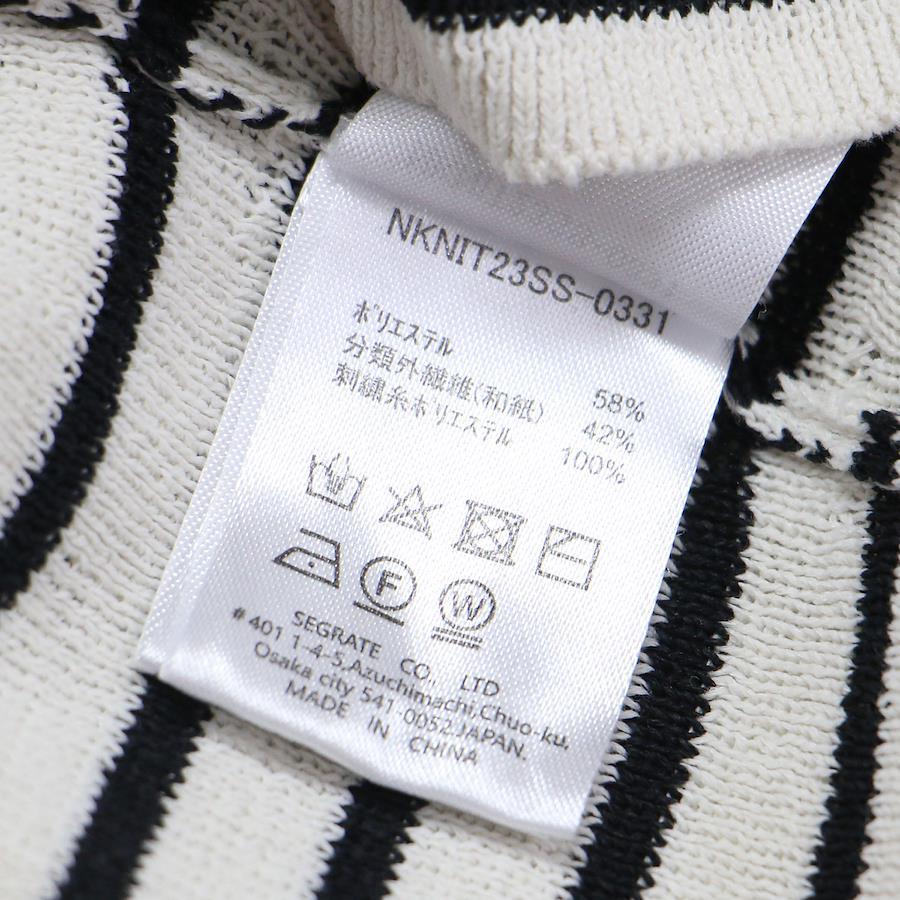 NKNIT23SS-0331
ポリエステル 58%
分類外繊維(和紙) 42%
刺繍糸ポリエステル 100%
F W
SEGRATE CO, LTD
#401 1-4-5,Azuchimachi,Chuo-ku,
Osaka city 541 0052JAPAN.
MADE IN
CHINA